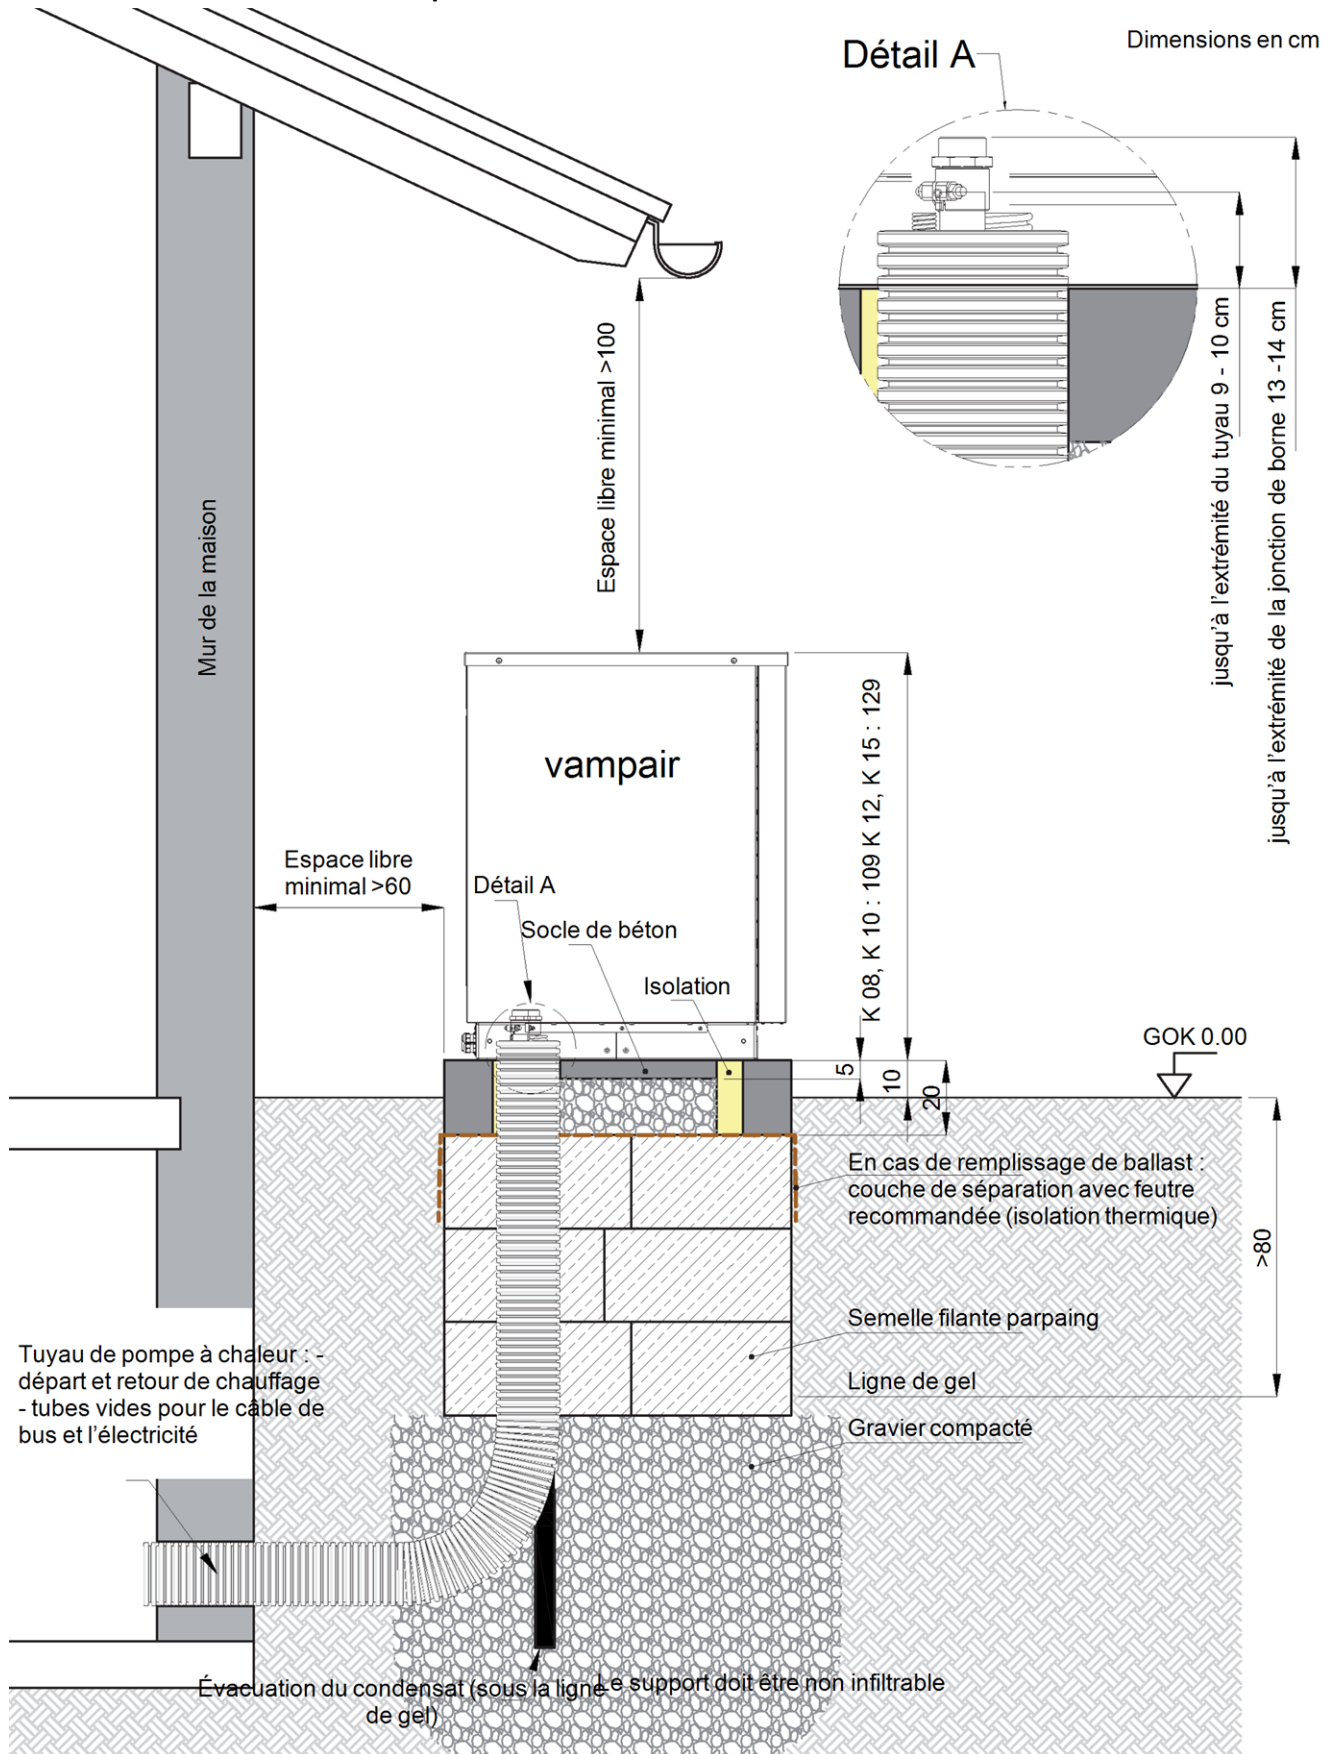 Détail A
Dimensions en cm
jusqu'à l'extrémité du tuyau 9 - 10 cm
jusqu'à l'extrémité de la jonction de borne 13 -14 cm
Espace libre minimal >100
Mur de la maison
vampair
K 08, K 10 : 109 K 12, K 15 : 129
Espace libre
minimal >60
Détail A
Socle de béton
Isolation
GOK 0.00
5
10
20
En cas de remplissage de ballast :
couche de séparation avec feutre
recommandée (isolation thermique)
>80
Semelle filante parpaing
Ligne de gel
Gravier compacté
Tuyau de pompe à chaleur : -
départ et retour de chauffage
- tubes vides pour le câble de
bus et l'électricité
Évacuation du condensat (sous la ligne
de gel)
Le support doit être non infiltrable